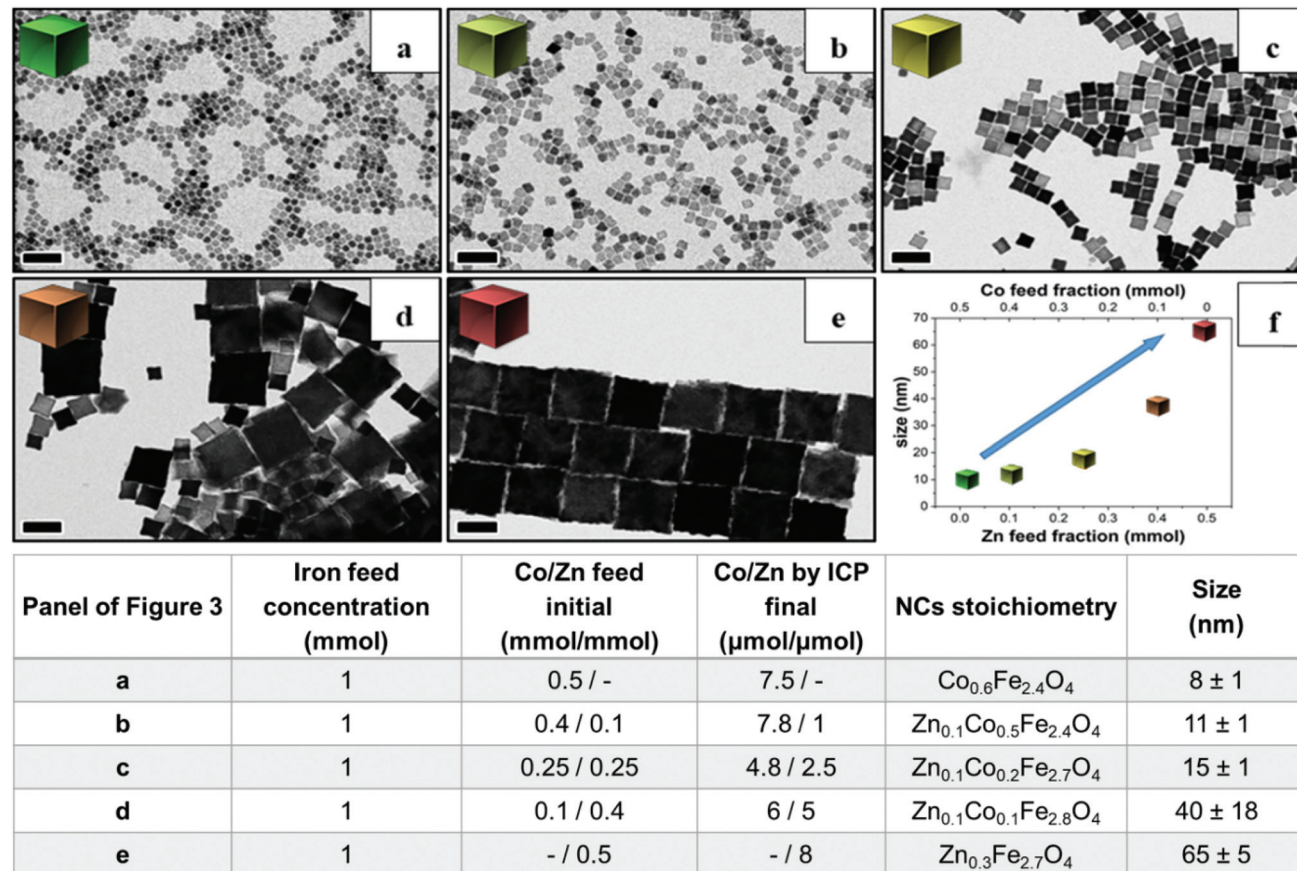 a
b
c
d
e
f
Co feed fraction (mmol)
0.5 0.4 0.3 0.2 0.1 0
70
60
50
40
30
20
10
0
size (nm)
0.0 0.1 0.2 0.3 0.4 0.5
Zn feed fraction (mmol)
Panel of Figure 3 | Iron feed concentration (mmol) | Co/Zn feed initial (mmol/mmol) | Co/Zn by ICP final (μmol/μmol) | NCs stoichiometry | Size (nm)
a 1 0.5 / - 7.5 / - Co0.6Fe2.4O4 8 ± 1
b 1 0.4 / 0.1 7.8 / 1 Zn0.1Co0.5Fe2.4O4 11 ± 1
c 1 0.25 / 0.25 4.8 / 2.5 Zn0.1Co0.2Fe2.7O4 15 ± 1
d 1 0.1 / 0.4 6 / 5 Zn0.1Co0.1Fe2.8O4 40 ± 18
e 1 - / 0.5 - / 8 Zn0.3Fe2.7O4 65 ± 5